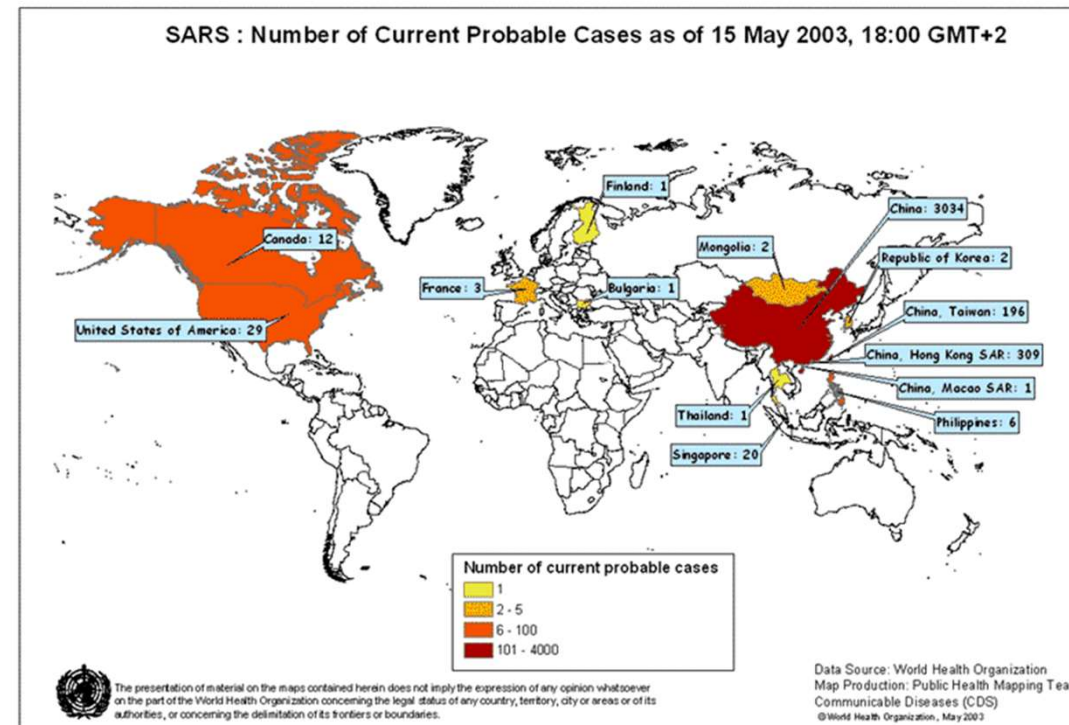 SARS : Number of Current Probable Cases as of 15 May 2003, 18:00 GMT+2
Finland: 1
China: 3034
Canada: 12
Mongolia: 2
Republic of Korea: 2
France: 3
Bulgaria: 1
United States of America: 29
China, Taiwan: 196
China, Hong Kong SAR: 309
China, Macao SAR: 1
Thailand: 1
Philippines: 6
Singapore: 20
Number of current probable cases
1
2 - 5
6 - 100
101 - 4000
The presentation of material on the maps contained herein does not imply the expression of any opinion whatsoever
on the part of the World Health Organization concerning the legal status of any country, territory, city or areas or of its
authorities, or concerning the delimitation of its frontiers or boundaries.
Data Source: World Health Organization
Map Production: Public Health Mapping Tea
Communicable Diseases (CDS)
©World Health Organization, May 2003